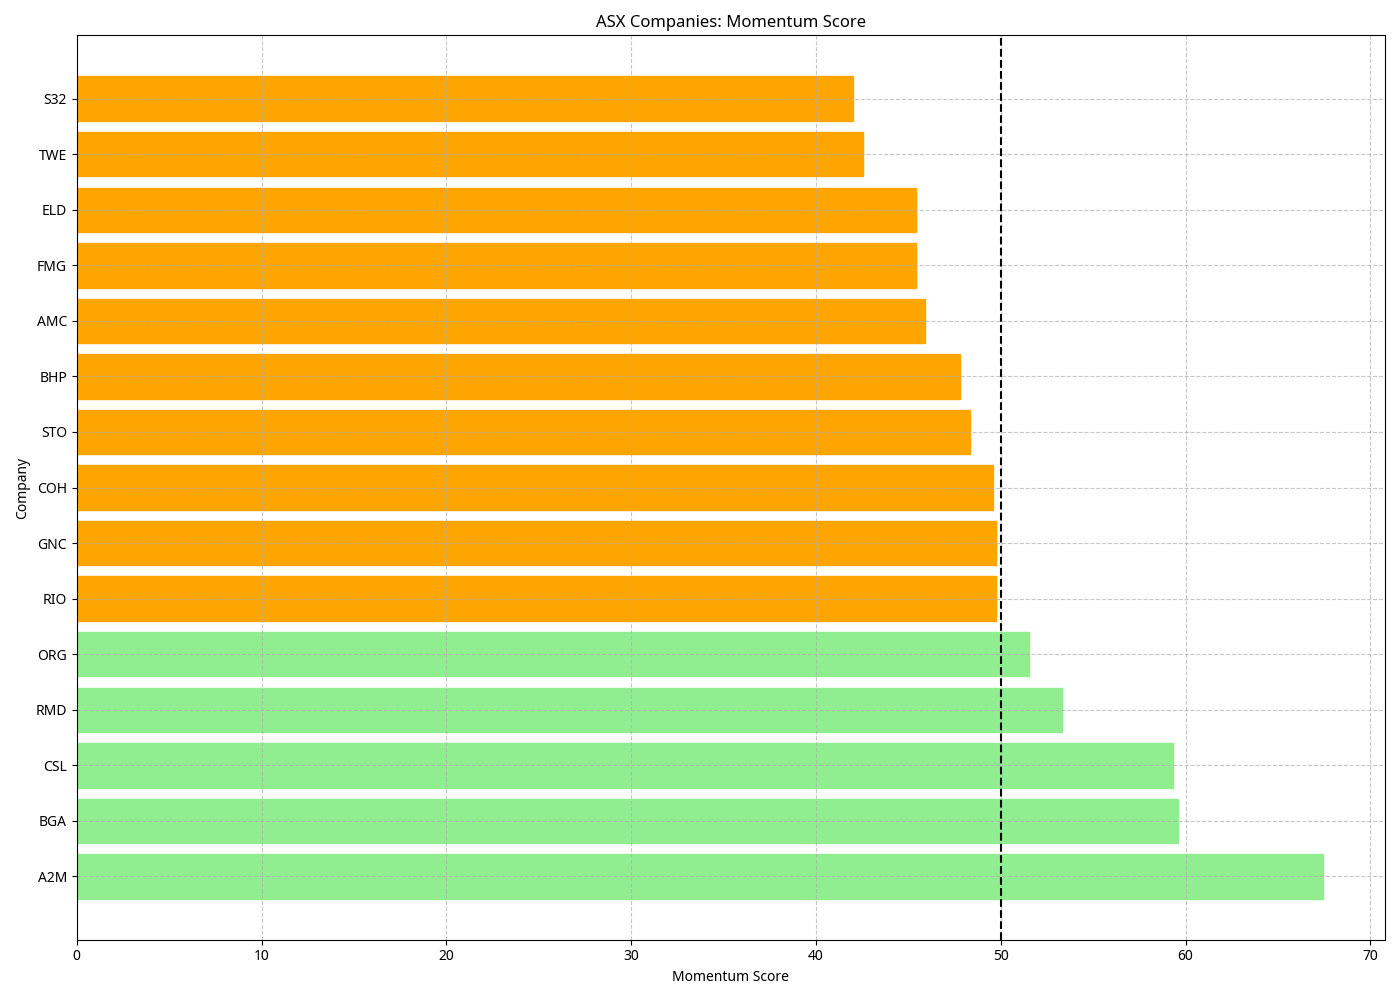 ASX Companies: Momentum Score
S32
TWE
ELD
FMG
AMC
BHP
STO
COH
GNC
RIO
ORG
RMD
CSL
BGA
A2M
Company
0 10 20 30 40 50 60 70
Momentum Score